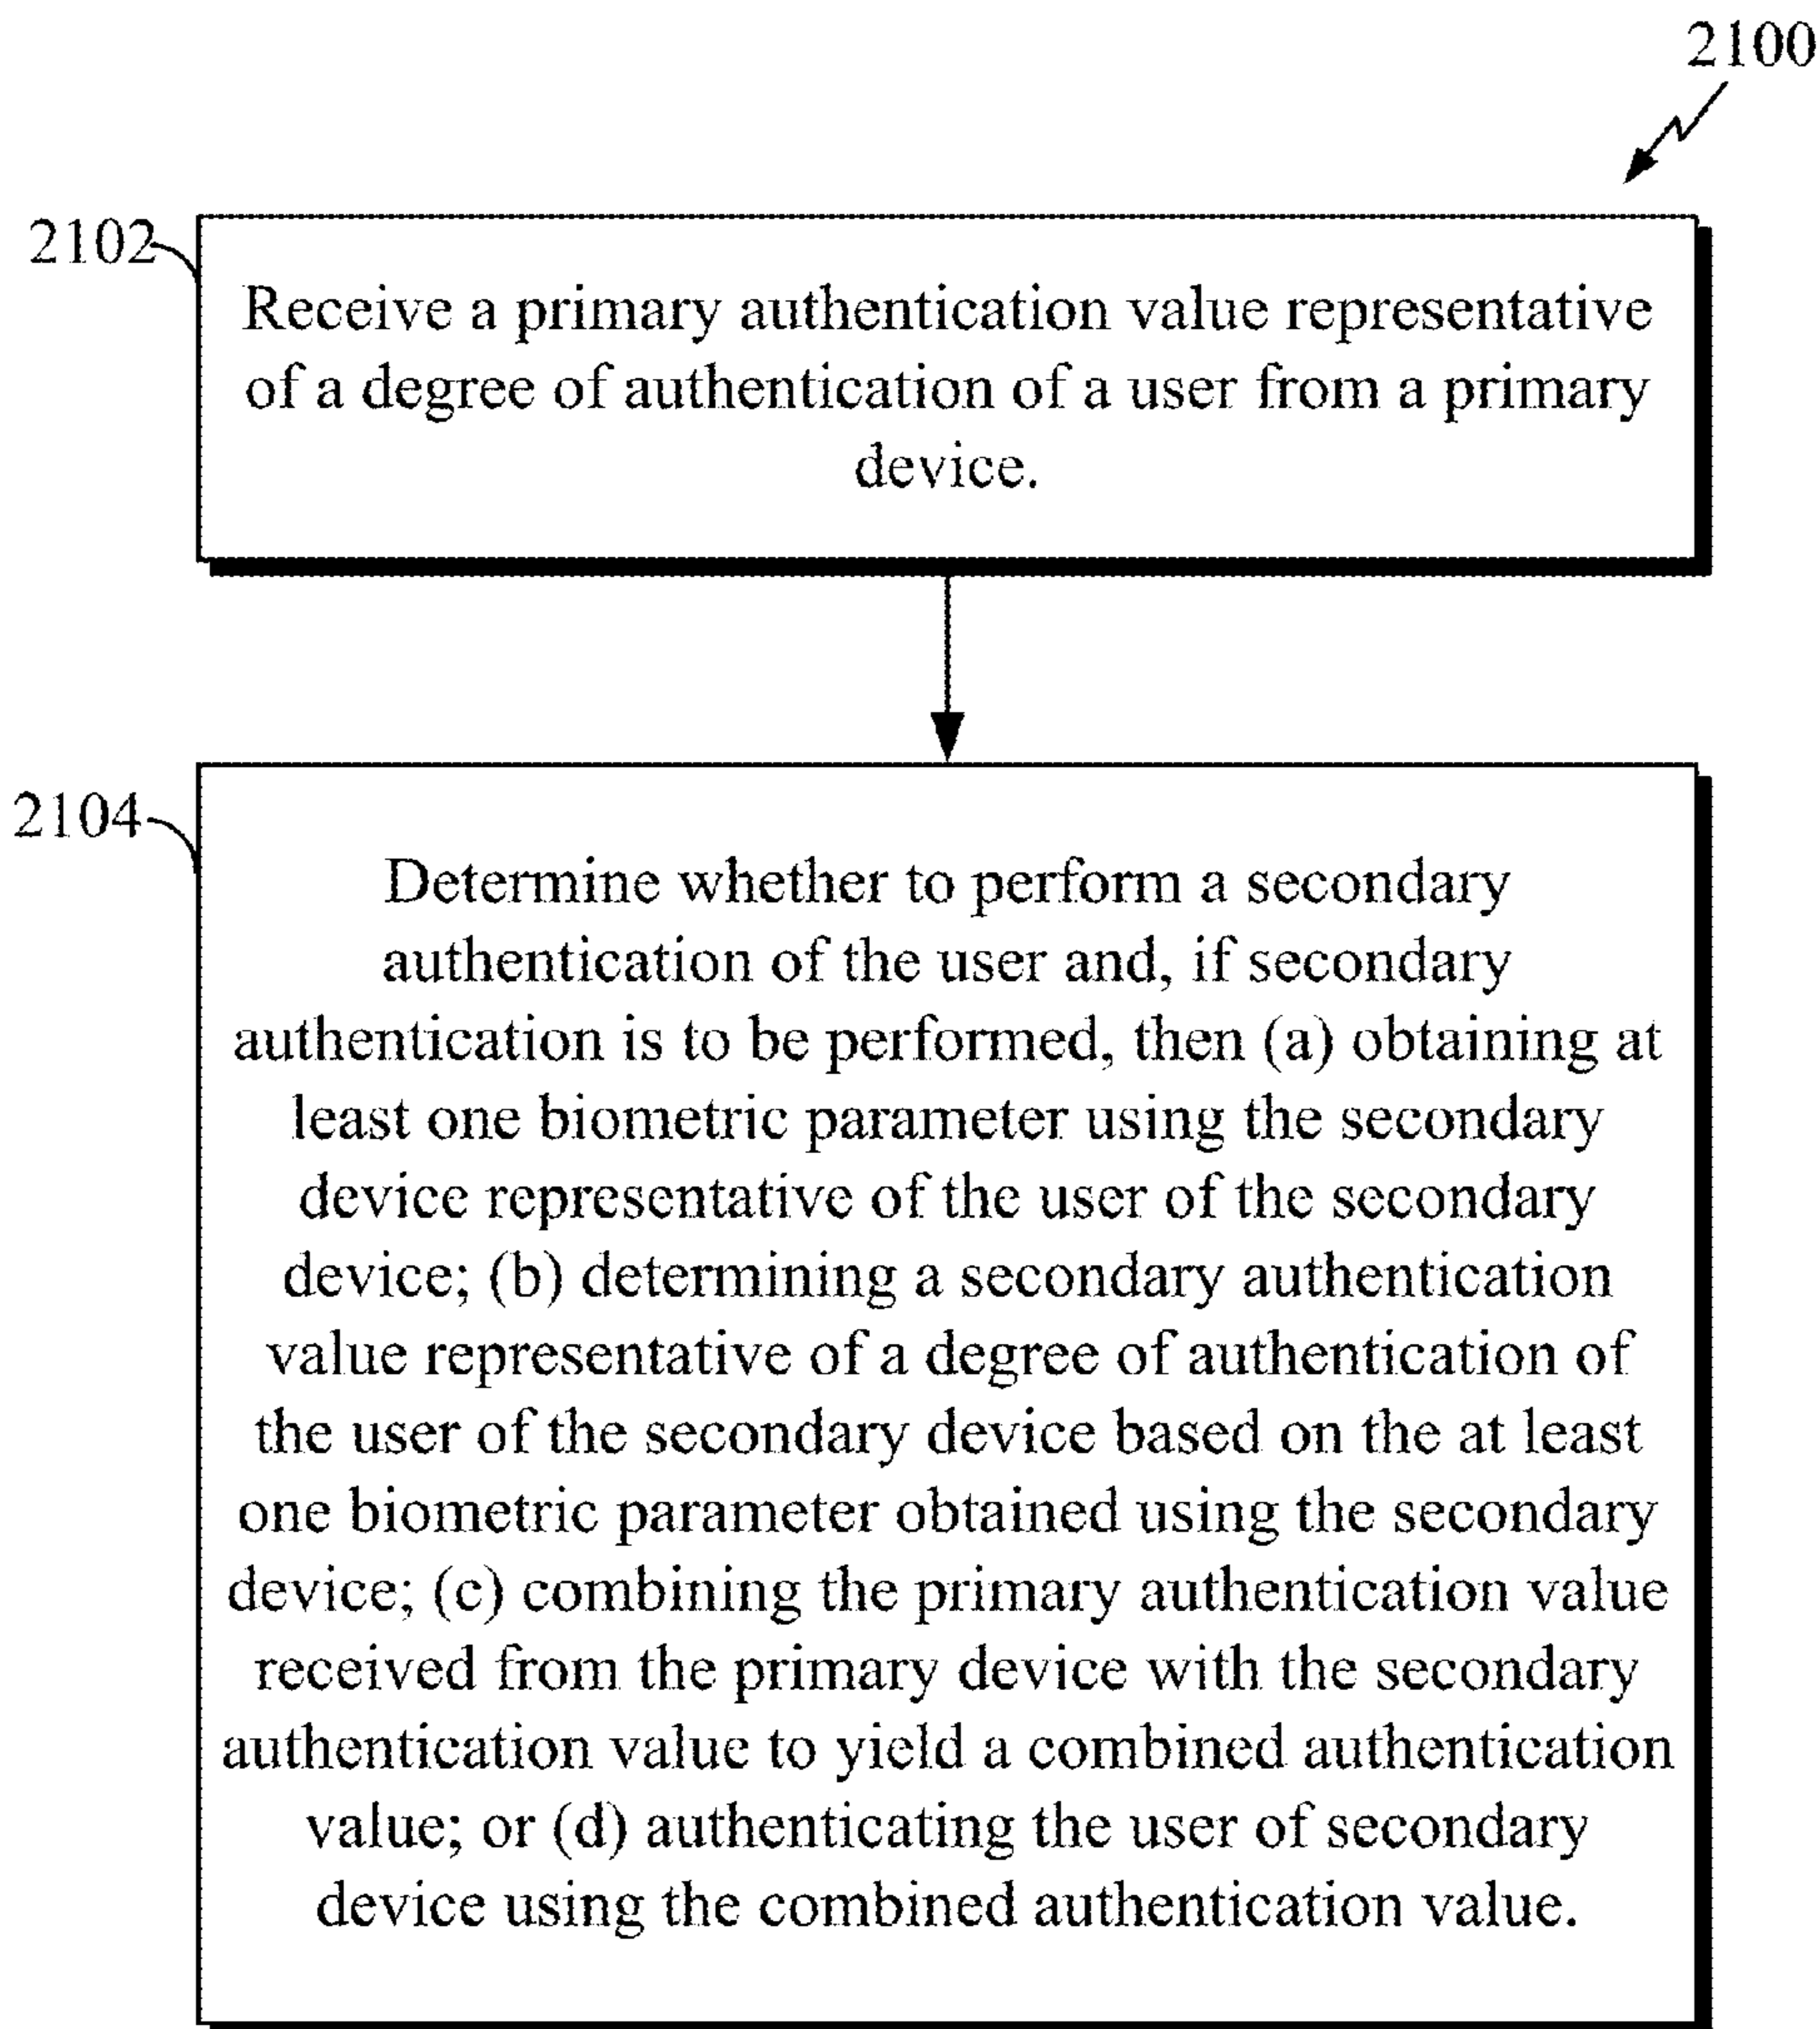 2100
2102
Receive a primary authentication value representative
of a degree of authentication of a user from a primary
device.
2104
Determine whether to perform a secondary
authentication of the user and, if secondary
authentication is to be performed, then (a) obtaining at
least one biometric parameter using the secondary
device representative of the user of the secondary
device; (b) determining a secondary authentication
value representative of a degree of authentication of
the user of the secondary device based on the at least
one biometric parameter obtained using the secondary
device; (c) combining the primary authentication value
received from the primary device with the secondary
authentication value to yield a combined authentication
value; or (d) authenticating the user of secondary
device using the combined authentication value.